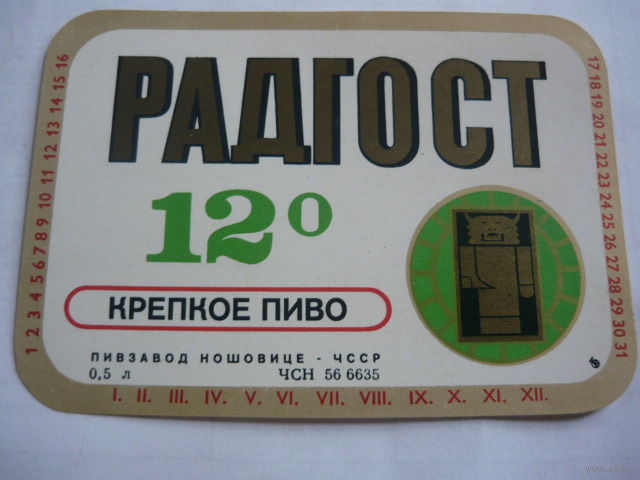 РАДГОСТ
12º
КРЕПКОЕ ПИВО
ПИВЗАВОД НОШОВИЦЕ - ЧССР
0,5 л ЧСН 56 6635
1 2 3 4 5 6 7 8 9 10 11 12 13 14 15 16
17 18 19 20 21 22 23 24 25 26 27 28 29 30 31
I. II. III. IV. V. VI. VII. VIII. IX. X. XI. XII.